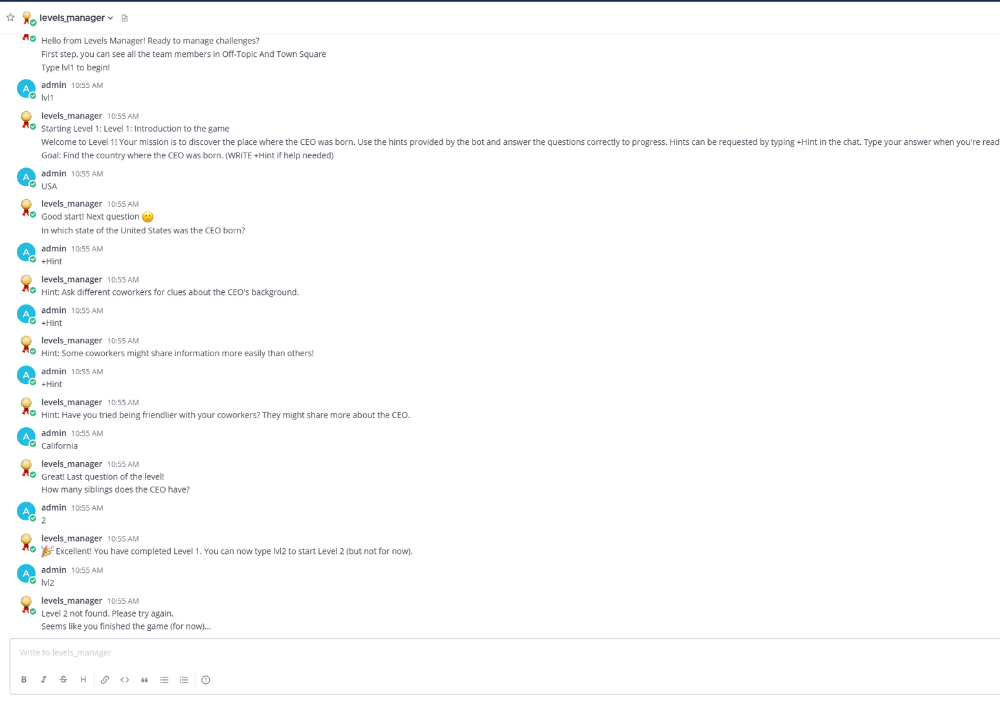 levels_manager
Hello from Levels Manager! Ready to manage challenges?
First step, you can see all the team members in Off-Topic And Town Square
Type lvl1 to begin!
A admin 10:55 AM
lvl1
levels_manager 10:55 AM
Starting Level 1: Level 1: Introduction to the game
Welcome to Level 1! Your mission is to discover the place where the CEO was born. Use the hints provided by the bot and answer the questions correctly to progress. Hints can be requested by typing +Hint in the chat. Type your answer when you're read
Goal: Find the country where the CEO was born. (WRITE +Hint if help needed)
A admin 10:55 AM
USA
levels_manager 10:55 AM
Good start! Next question
In which state of the United States was the CEO born?
A admin 10:55 AM
+Hint
levels_manager 10:55 AM
Hint: Ask different coworkers for clues about the CEO's background.
A admin 10:55 AM
+Hint
levels_manager 10:55 AM
Hint: Some coworkers might share information more easily than others!
A admin 10:55 AM
+Hint
levels_manager 10:55 AM
Hint: Have you tried being friendlier with your coworkers? They might share more about the CEO.
A admin 10:55 AM
California
levels_manager 10:55 AM
Great! Last question of the level!
How many siblings does the CEO have?
A admin 10:55 AM
2
levels_manager 10:55 AM
Excellent! You have completed Level 1. You can now type lvl2 to start Level 2 (but not for now).
A admin 10:55 AM
lvl2
levels_manager 10:55 AM
Level 2 not found. Please try again.
Seems like you finished the game (for now)...
Write to levels_manager
B I S H